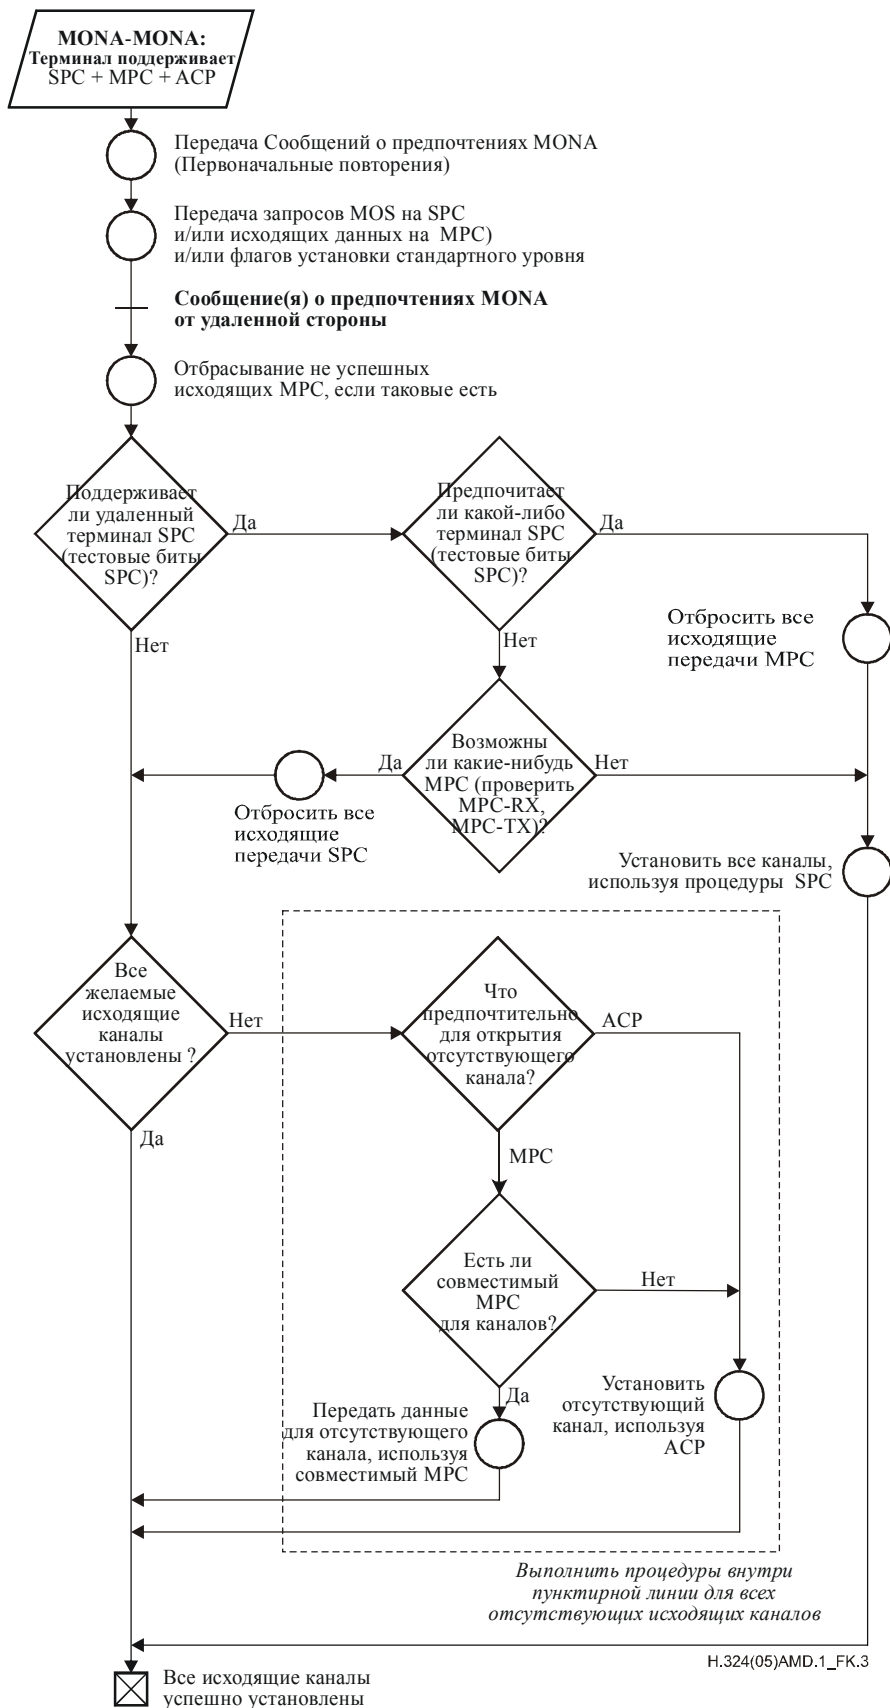 MONA-MONA:
Терминал поддерживает
SPC + MPC + ACP
Передача Сообщений о предпочтениях MONA
(Первоначальные повторения)
Передача запросов MOS на SPC
и/или исходящих данных на MPC)
и/или флагов установки стандартного уровня
Сообщение(я) о предпочтениях MONA
от удаленной стороны
Отбрасывание не успешных
исходящих MPC, если таковые есть
Поддерживает
ли удаленный
терминал SPC
(тестовые биты
SPC)?
Да
Предпочитает
ли какой-либо
терминал SPC
(тестовые биты
SPC)?
Да
Нет
Нет
Отбросить все
исходящие
передачи MPC
Возможны
ли какие-нибудь
MPC (проверить
MPC-RX,
MPC-TX)?
Да
Нет
Отбросить все
исходящие
передачи SPC
Установить все каналы,
используя процедуры SPC
Все
желаемые
исходящие
каналы
установлены ?
Нет
Что
предпочтительно
для открытия
отсутствующего
канала?
ACP
Да
MPC
Есть ли
совместимый
MPC
для каналов?
Нет
Да
Установить
отсутствующий
канал, используя
ACP
Передать данные
для отсутствующего
канала, используя
совместимый MPC
Выполнить процедуры внутри
пунктирной линии для всех
отсутствующих исходящих каналов
H.324(05)AMD.1_FK.3
Все исходящие каналы
успешно установлены